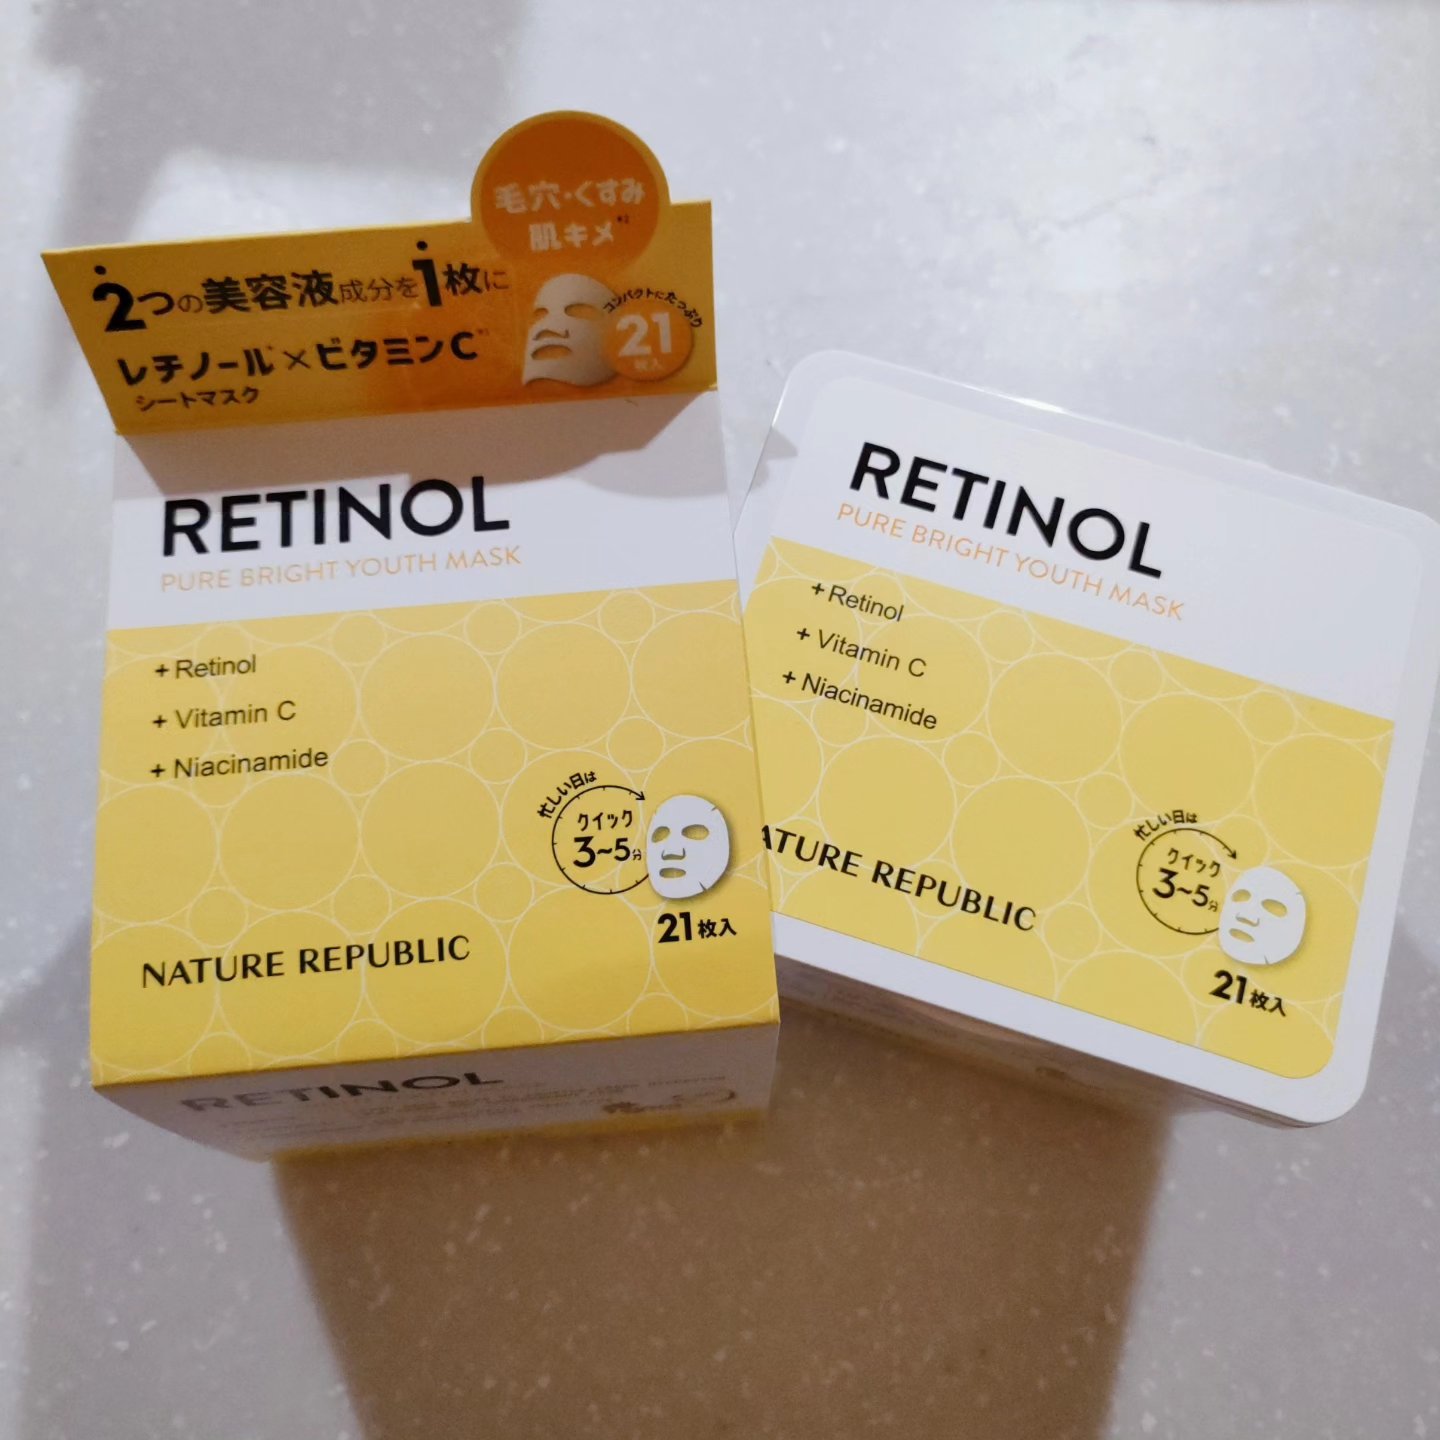 毛穴・くすみ
肌キメ※2
2つの美容液成分を1枚に
レチノール×ビタミンC※1
シートマスク
コンパクトにたっぷり
21
枚入
RETINOL
PURE BRIGHT YOUTH MASK
+ Retinol
+ Vitamin C
+ Niacinamide
忙しい日は
クイック
3~5分
21枚入
NATURE REPUBLIC
RETINOL
RETINOL
PURE BRIGHT YOUTH MASK
+ Retinol
+ Vitamin C
+ Niacinamide
忙しい日は
クイック
3~5分
21枚入
ATURE REPUBLIC